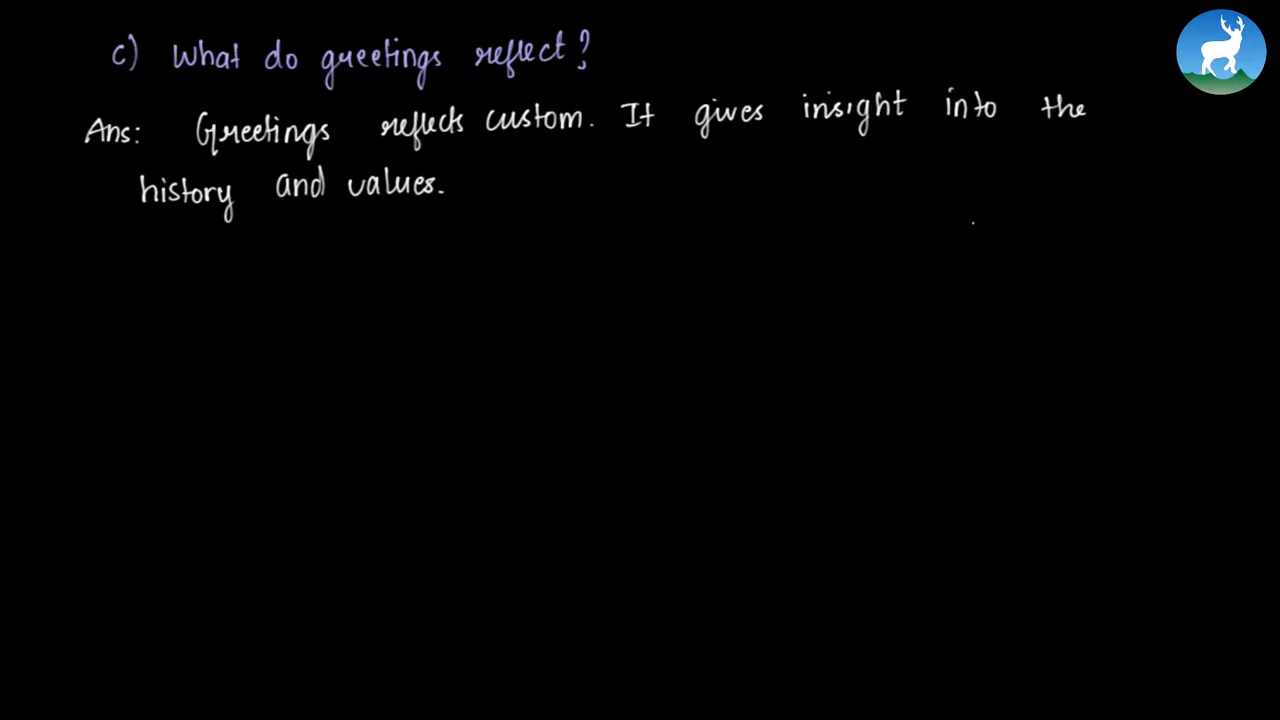 c) What do greetings reflect?
Ans: Greetings reflects custom. It gives insight into the
history and values.